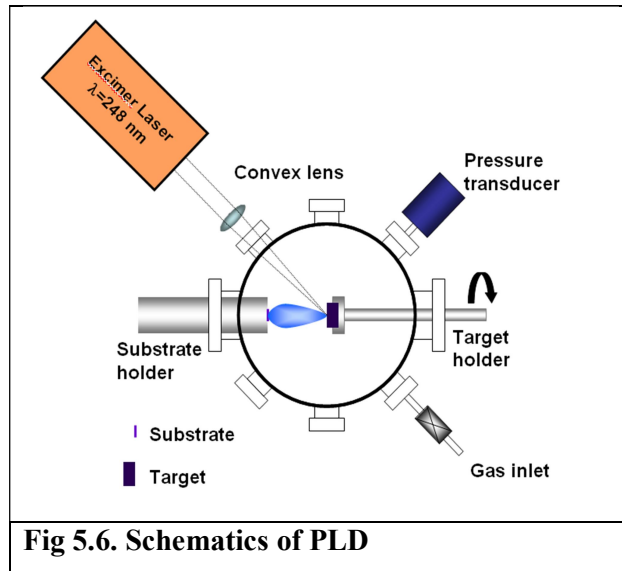 Excimer Laser
λ=248 nm
Convex lens
Pressure
transducer
Substrate
holder
Target
holder
Substrate
Target
Gas inlet
Fig 5.6. Schematics of PLD